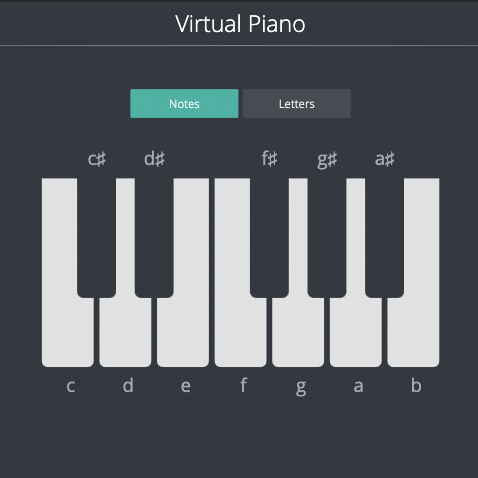 Virtual Piano
Notes Letters
c♯ d♯ f♯ g♯ a♯
c d e f g a b